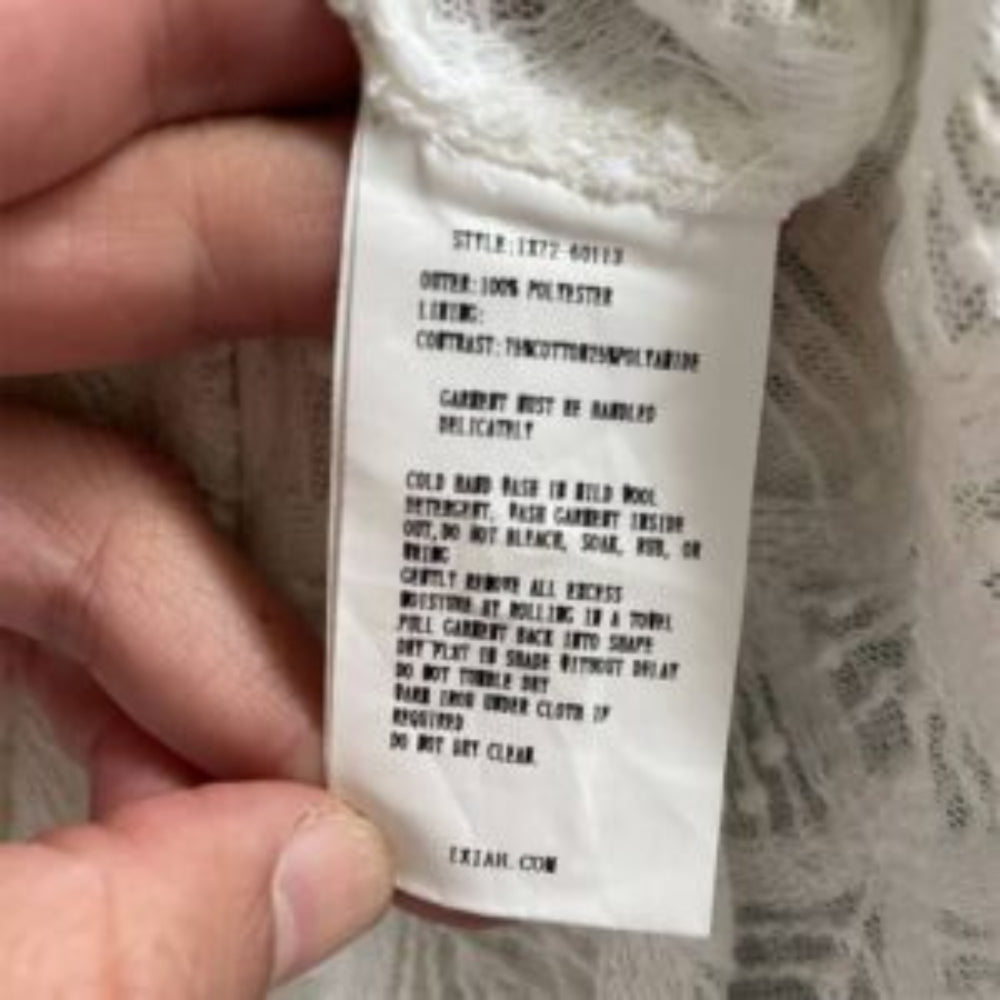 STYLE:IX72-60113
OUTER:100% POLYESTER
LINING:
CONTRAST:75%COTTON25%POLYAMIDE
GARMENT MUST BE HANDLED
DELICATELY
COLD HAND WASH IN MILD WOOL
DETERGENT, WASH GARMENT INSIDE
OUT,DO NOT BLEACH, SOAK, RUB, OR
WRING
GENTLY REMOVE ALL EXCESS
MOISTURE BY ROLLING IN A TOWEL
PULL GARMENT BACK INTO SHAPE
DRY FLAT IN SHADE WITHOUT DELAY
DO NOT TUMBLE DRY
WARM IRON UNDER CLOTH IF
REQUIRED
DO NOT DRY CLEAN
IXIAH.COM